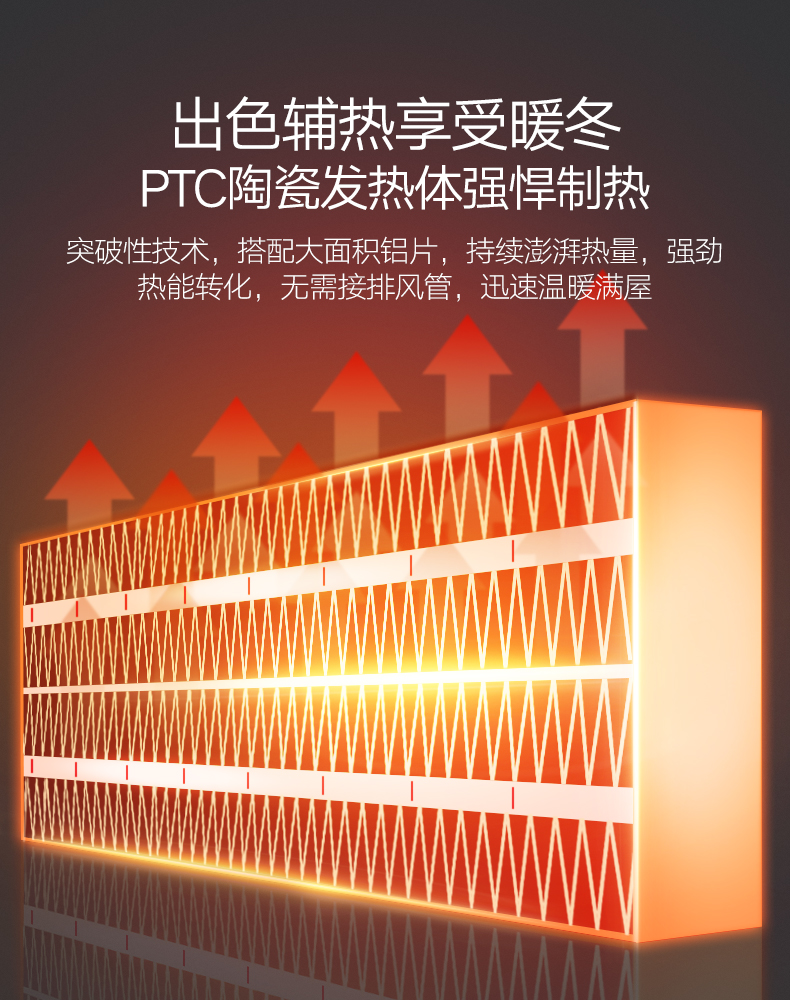 出色辅热享受暖冬
PTC陶瓷发热体强悍制热
突破性技术，搭配大面积铝片，持续澎湃热量，强劲
热能转化，无需接排风管，迅速温暖满屋